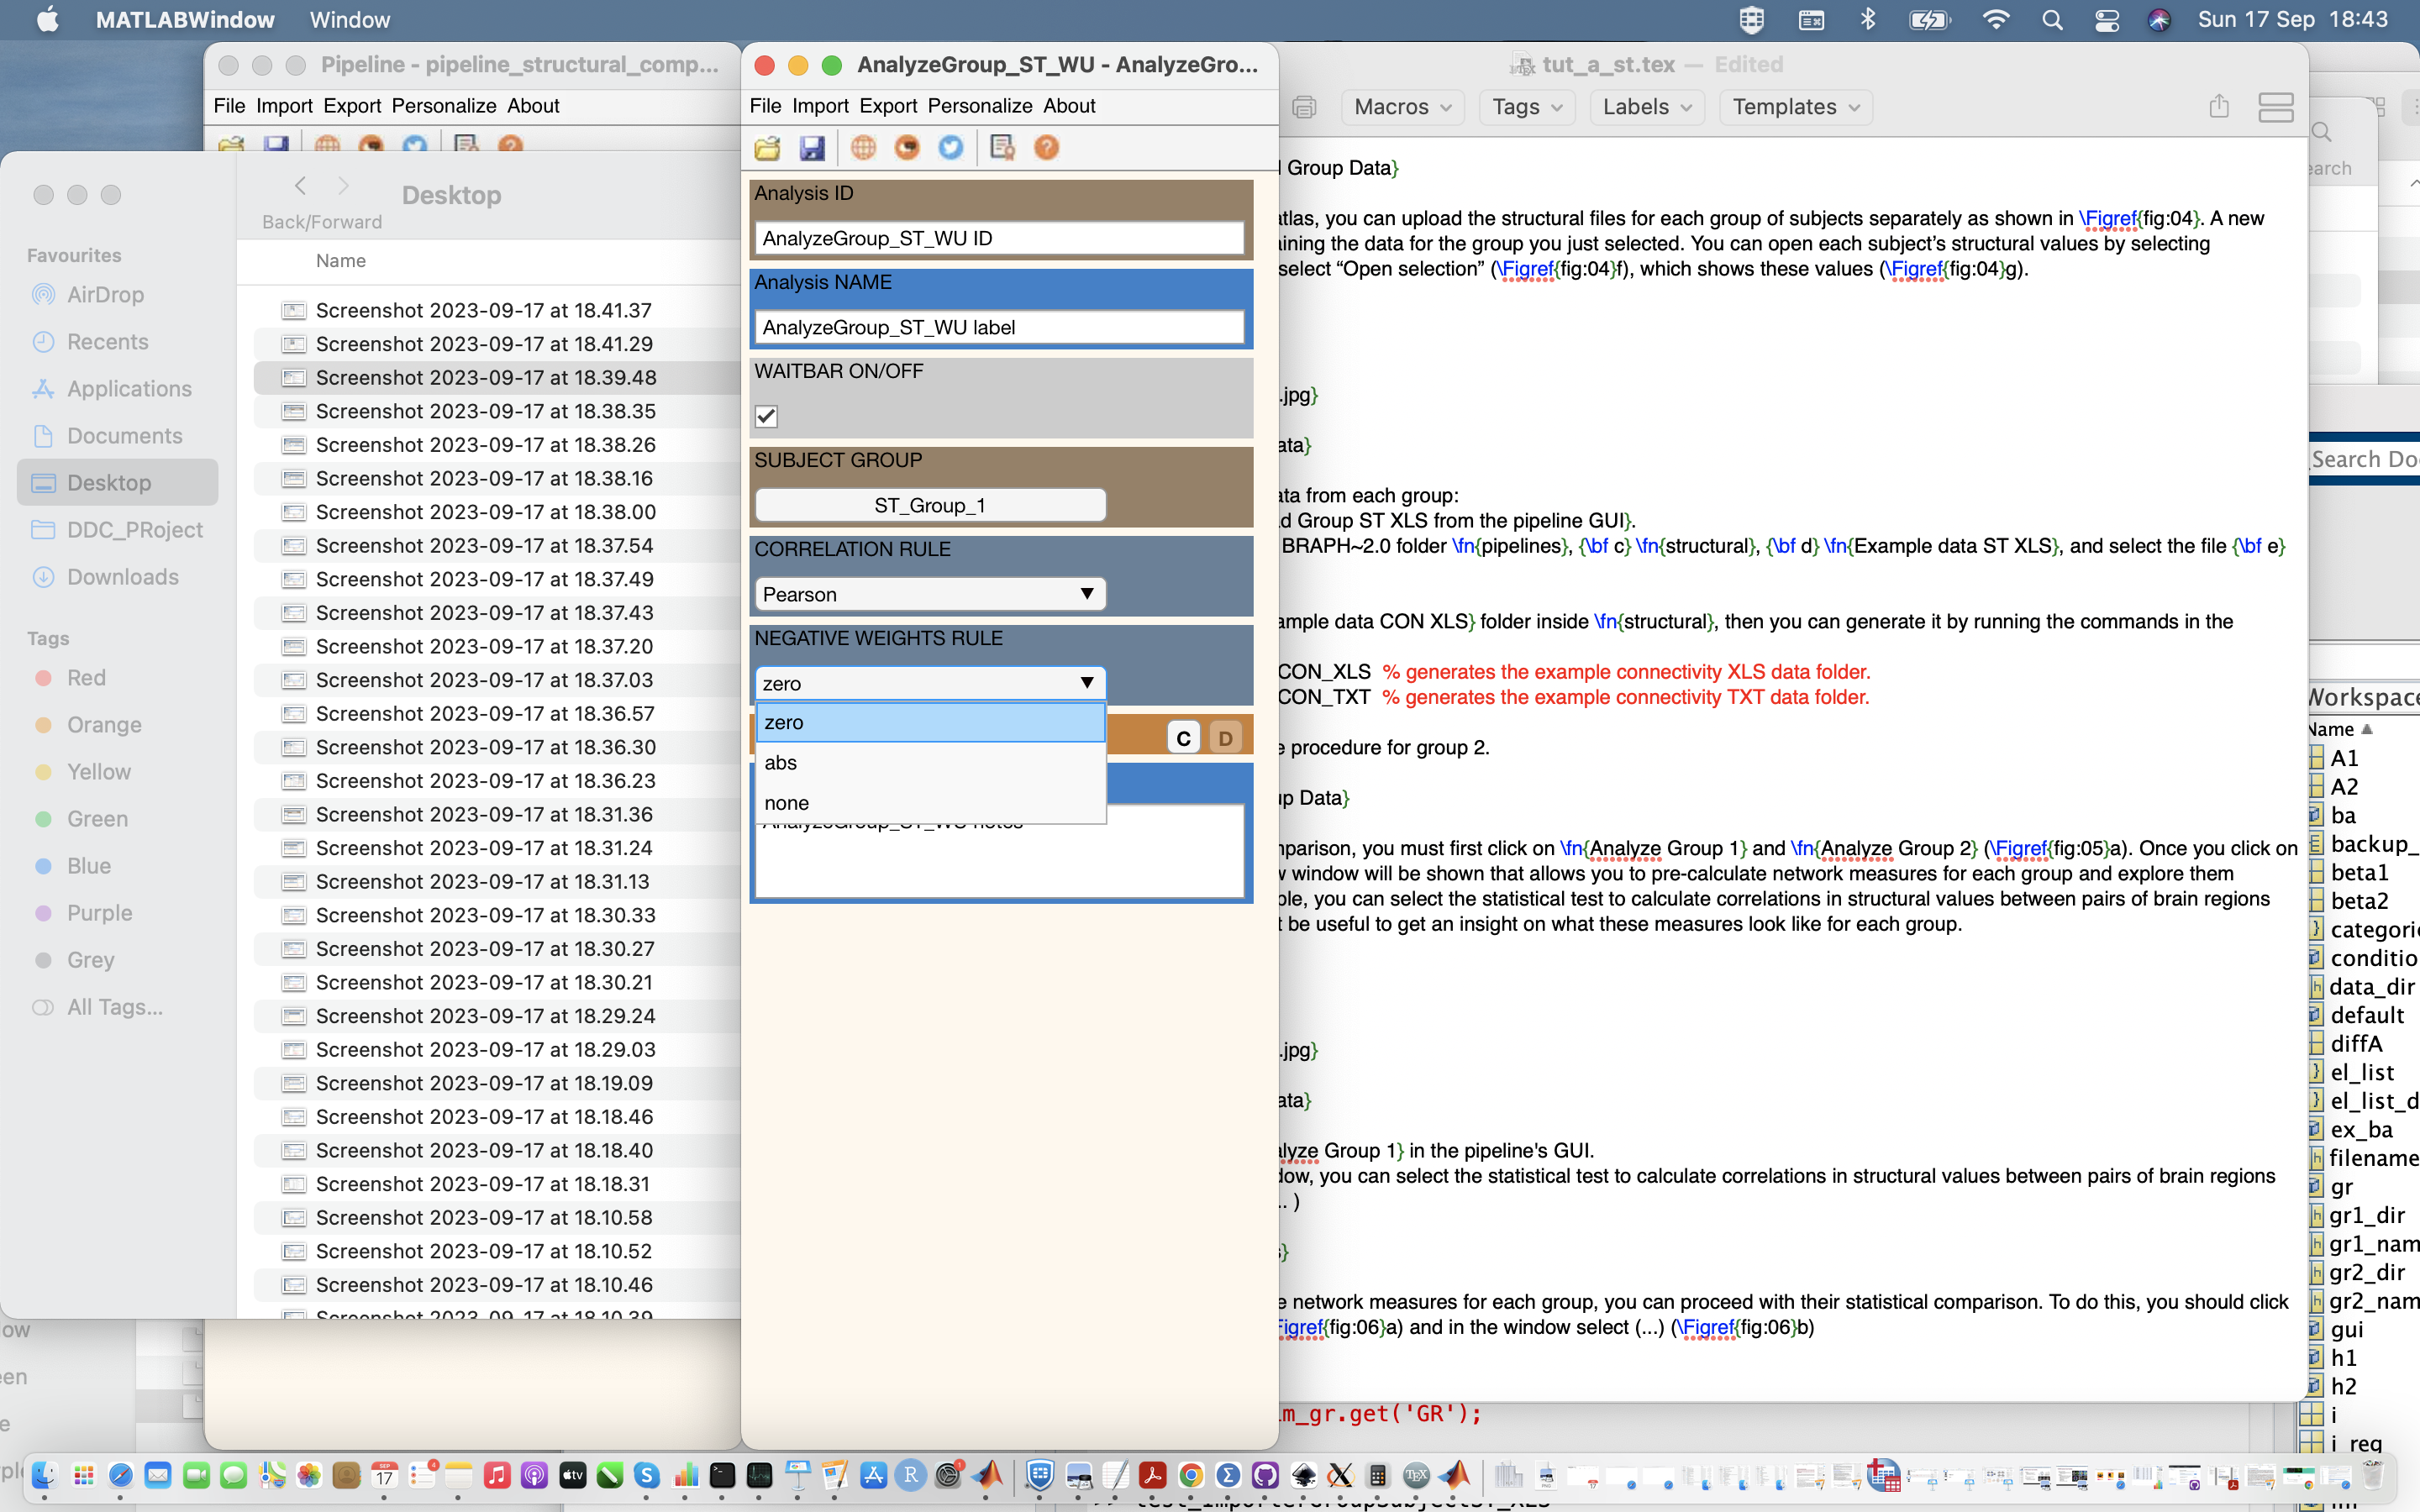 MATLABWindow Window
Sun 17 Sep 18:43
Pipeline - pipeline_structural_comp...
File Import Export Personalize About
Desktop
Back/Forward
Name
Favourites
AirDrop
Recents
Applications
Documents
Desktop
DDC_PRoject
Downloads
Tags
Red
Orange
Yellow
Green
Blue
Purple
Grey
All Tags...
Screenshot 2023-09-17 at 18.41.37
Screenshot 2023-09-17 at 18.41.29
Screenshot 2023-09-17 at 18.39.48
Screenshot 2023-09-17 at 18.38.35
Screenshot 2023-09-17 at 18.38.26
Screenshot 2023-09-17 at 18.38.16
Screenshot 2023-09-17 at 18.38.00
Screenshot 2023-09-17 at 18.37.54
Screenshot 2023-09-17 at 18.37.49
Screenshot 2023-09-17 at 18.37.43
Screenshot 2023-09-17 at 18.37.20
Screenshot 2023-09-17 at 18.37.03
Screenshot 2023-09-17 at 18.36.57
Screenshot 2023-09-17 at 18.36.30
Screenshot 2023-09-17 at 18.36.23
Screenshot 2023-09-17 at 18.31.36
Screenshot 2023-09-17 at 18.31.24
Screenshot 2023-09-17 at 18.31.13
Screenshot 2023-09-17 at 18.30.33
Screenshot 2023-09-17 at 18.30.27
Screenshot 2023-09-17 at 18.30.21
Screenshot 2023-09-17 at 18.29.24
Screenshot 2023-09-17 at 18.29.03
Screenshot 2023-09-17 at 18.19.09
Screenshot 2023-09-17 at 18.18.46
Screenshot 2023-09-17 at 18.18.40
Screenshot 2023-09-17 at 18.18.31
Screenshot 2023-09-17 at 18.10.58
Screenshot 2023-09-17 at 18.10.52
Screenshot 2023-09-17 at 18.10.46
Screenshot 2023-09-17 at 18.10.39
AnalyzeGroup_ST_WU - AnalyzeGro...
File Import Export Personalize About
Analysis ID
AnalyzeGroup_ST_WU ID
Analysis NAME
AnalyzeGroup_ST_WU label
WAITBAR ON/OFF
SUBJECT GROUP
ST_Group_1
CORRELATION RULE
Pearson
NEGATIVE WEIGHTS RULE
zero
zero
abs
none
C D
AnalyzeGroup_ST_WU notes
tut_a_st.tex — Edited
Macros Tags Labels Templates
Group Data}
atlas, you can upload the structural files for each group of subjects separately as shown in \Figref{fig:04}. A new
ining the data for the group you just selected. You can open each subject’s structural values by selecting
select “Open selection” (\Figref{fig:04}f), which shows these values (\Figref{fig:04}g).
.jpg}
ata}
ata from each group:
d Group ST XLS from the pipeline GUI}.
BRAPH~2.0 folder \fn{pipelines}, {\bf c} \fn{structural}, {\bf d} \fn{Example data ST XLS}, and select the file {\bf e}
ample data CON XLS} folder inside \fn{structural}, then you can generate it by running the commands in the
CON_XLS % generates the example connectivity XLS data folder.
CON_TXT % generates the example connectivity TXT data folder.
e procedure for group 2.
up Data}
mparison, you must first click on \fn{Analyze Group 1} and \fn{Analyze Group 2} (\Figref{fig:05}a). Once you click on
w window will be shown that allows you to pre-calculate network measures for each group and explore them
ple, you can select the statistical test to calculate correlations in structural values between pairs of brain regions
t be useful to get an insight on what these measures look like for each group.
.jpg}
ata}
alyze Group 1} in the pipeline's GUI.
dow, you can select the statistical test to calculate correlations in structural values between pairs of brain regions
.. )
s}
e network measures for each group, you can proceed with their statistical comparison. To do this, you should click
Figref{fig:06}a) and in the window select (...) (\Figref{fig:06}b)
m_gr.get('GR');
earch
Search Do
Workspace
Name
A1
A2
ba
backup_
beta1
beta2
categori
conditio
data_dir
default
diffA
el_list
el_list_d
ex_ba
filename
gr
gr1_dir
gr1_nam
gr2_dir
gr2_nam
gui
h1
h2
i
i_reg